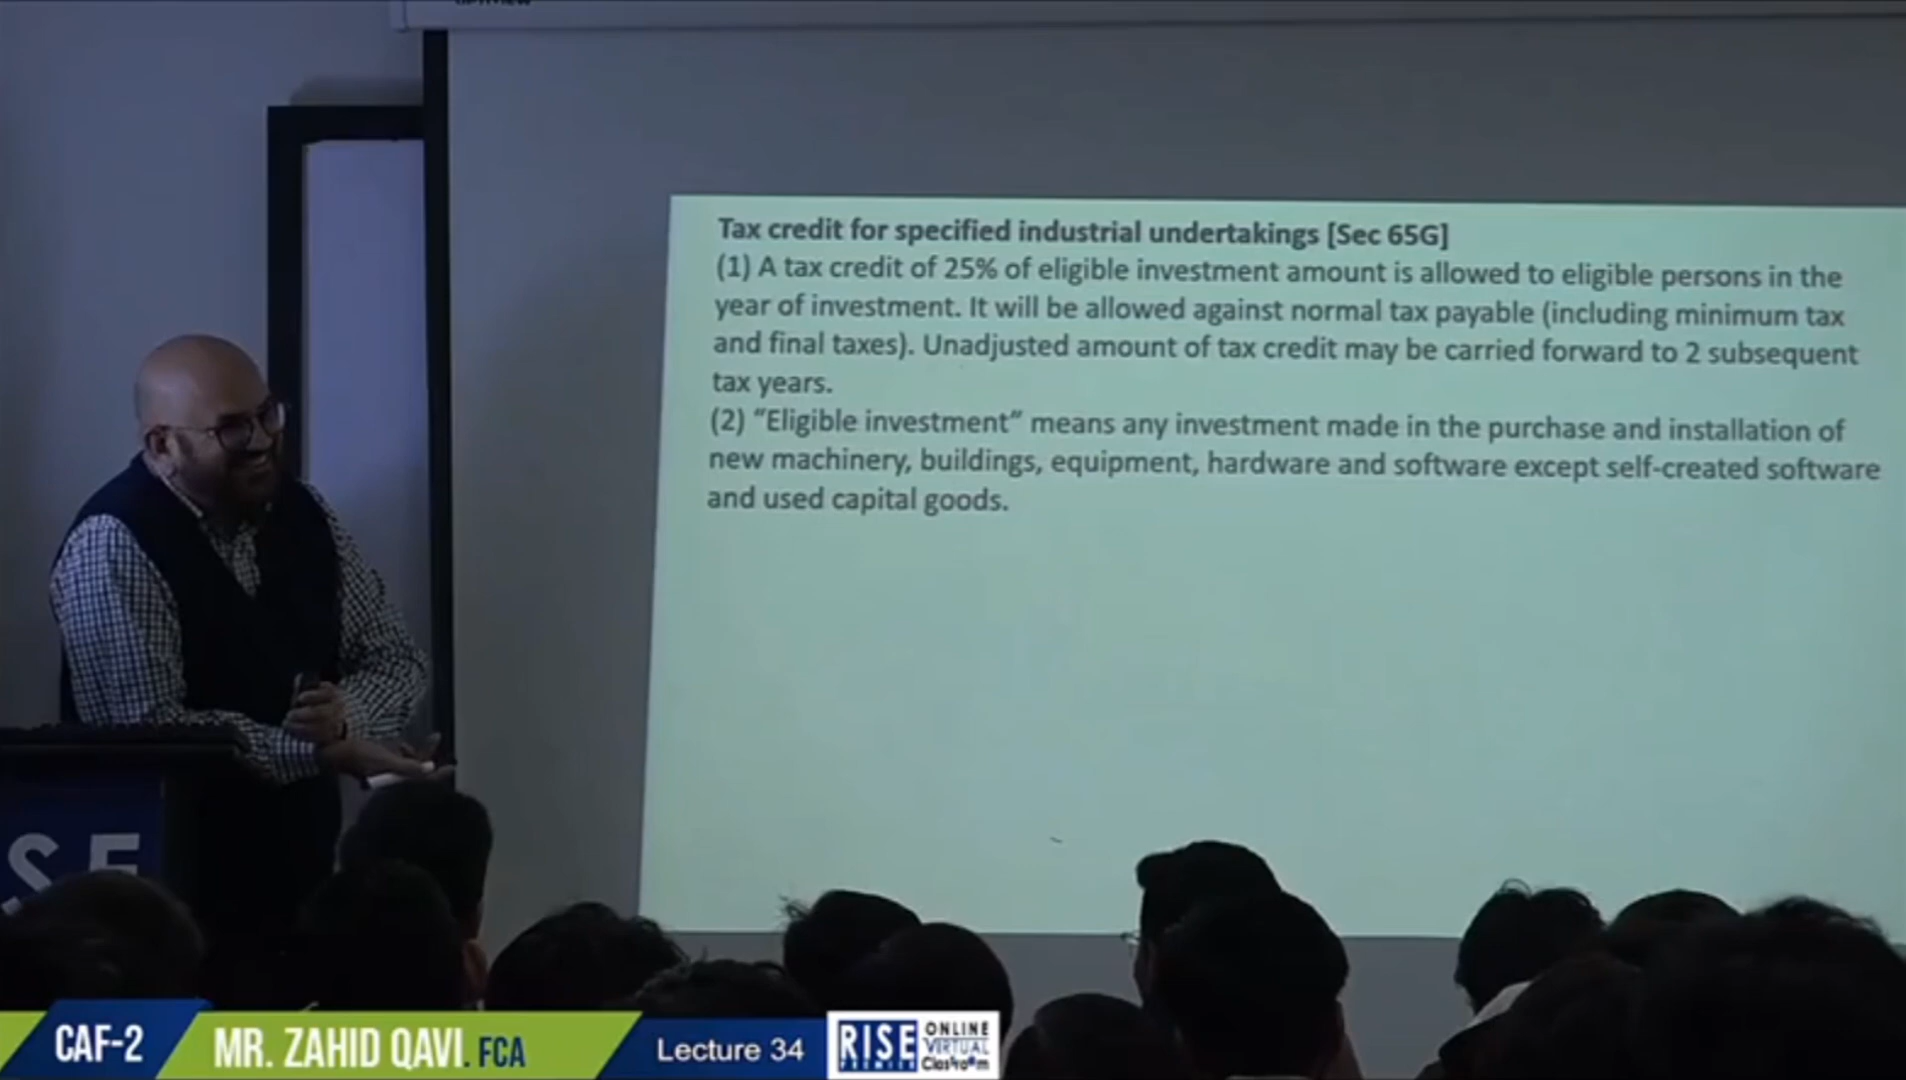 Tax credit for specified industrial undertakings [Sec 65G]
(1) A tax credit of 25% of eligible investment amount is allowed to eligible persons in the
year of investment. It will be allowed against normal tax payable (including minimum tax
and final taxes). Unadjusted amount of tax credit may be carried forward to 2 subsequent
tax years.
(2) “Eligible investment” means any investment made in the purchase and installation of
new machinery, buildings, equipment, hardware and software except self-created software
and used capital goods.
S E
CAF-2
MR. ZAHID QAVI. FCA
Lecture 34
RISE
PREMIER
ONLINE
VIRTUAL
Classroom